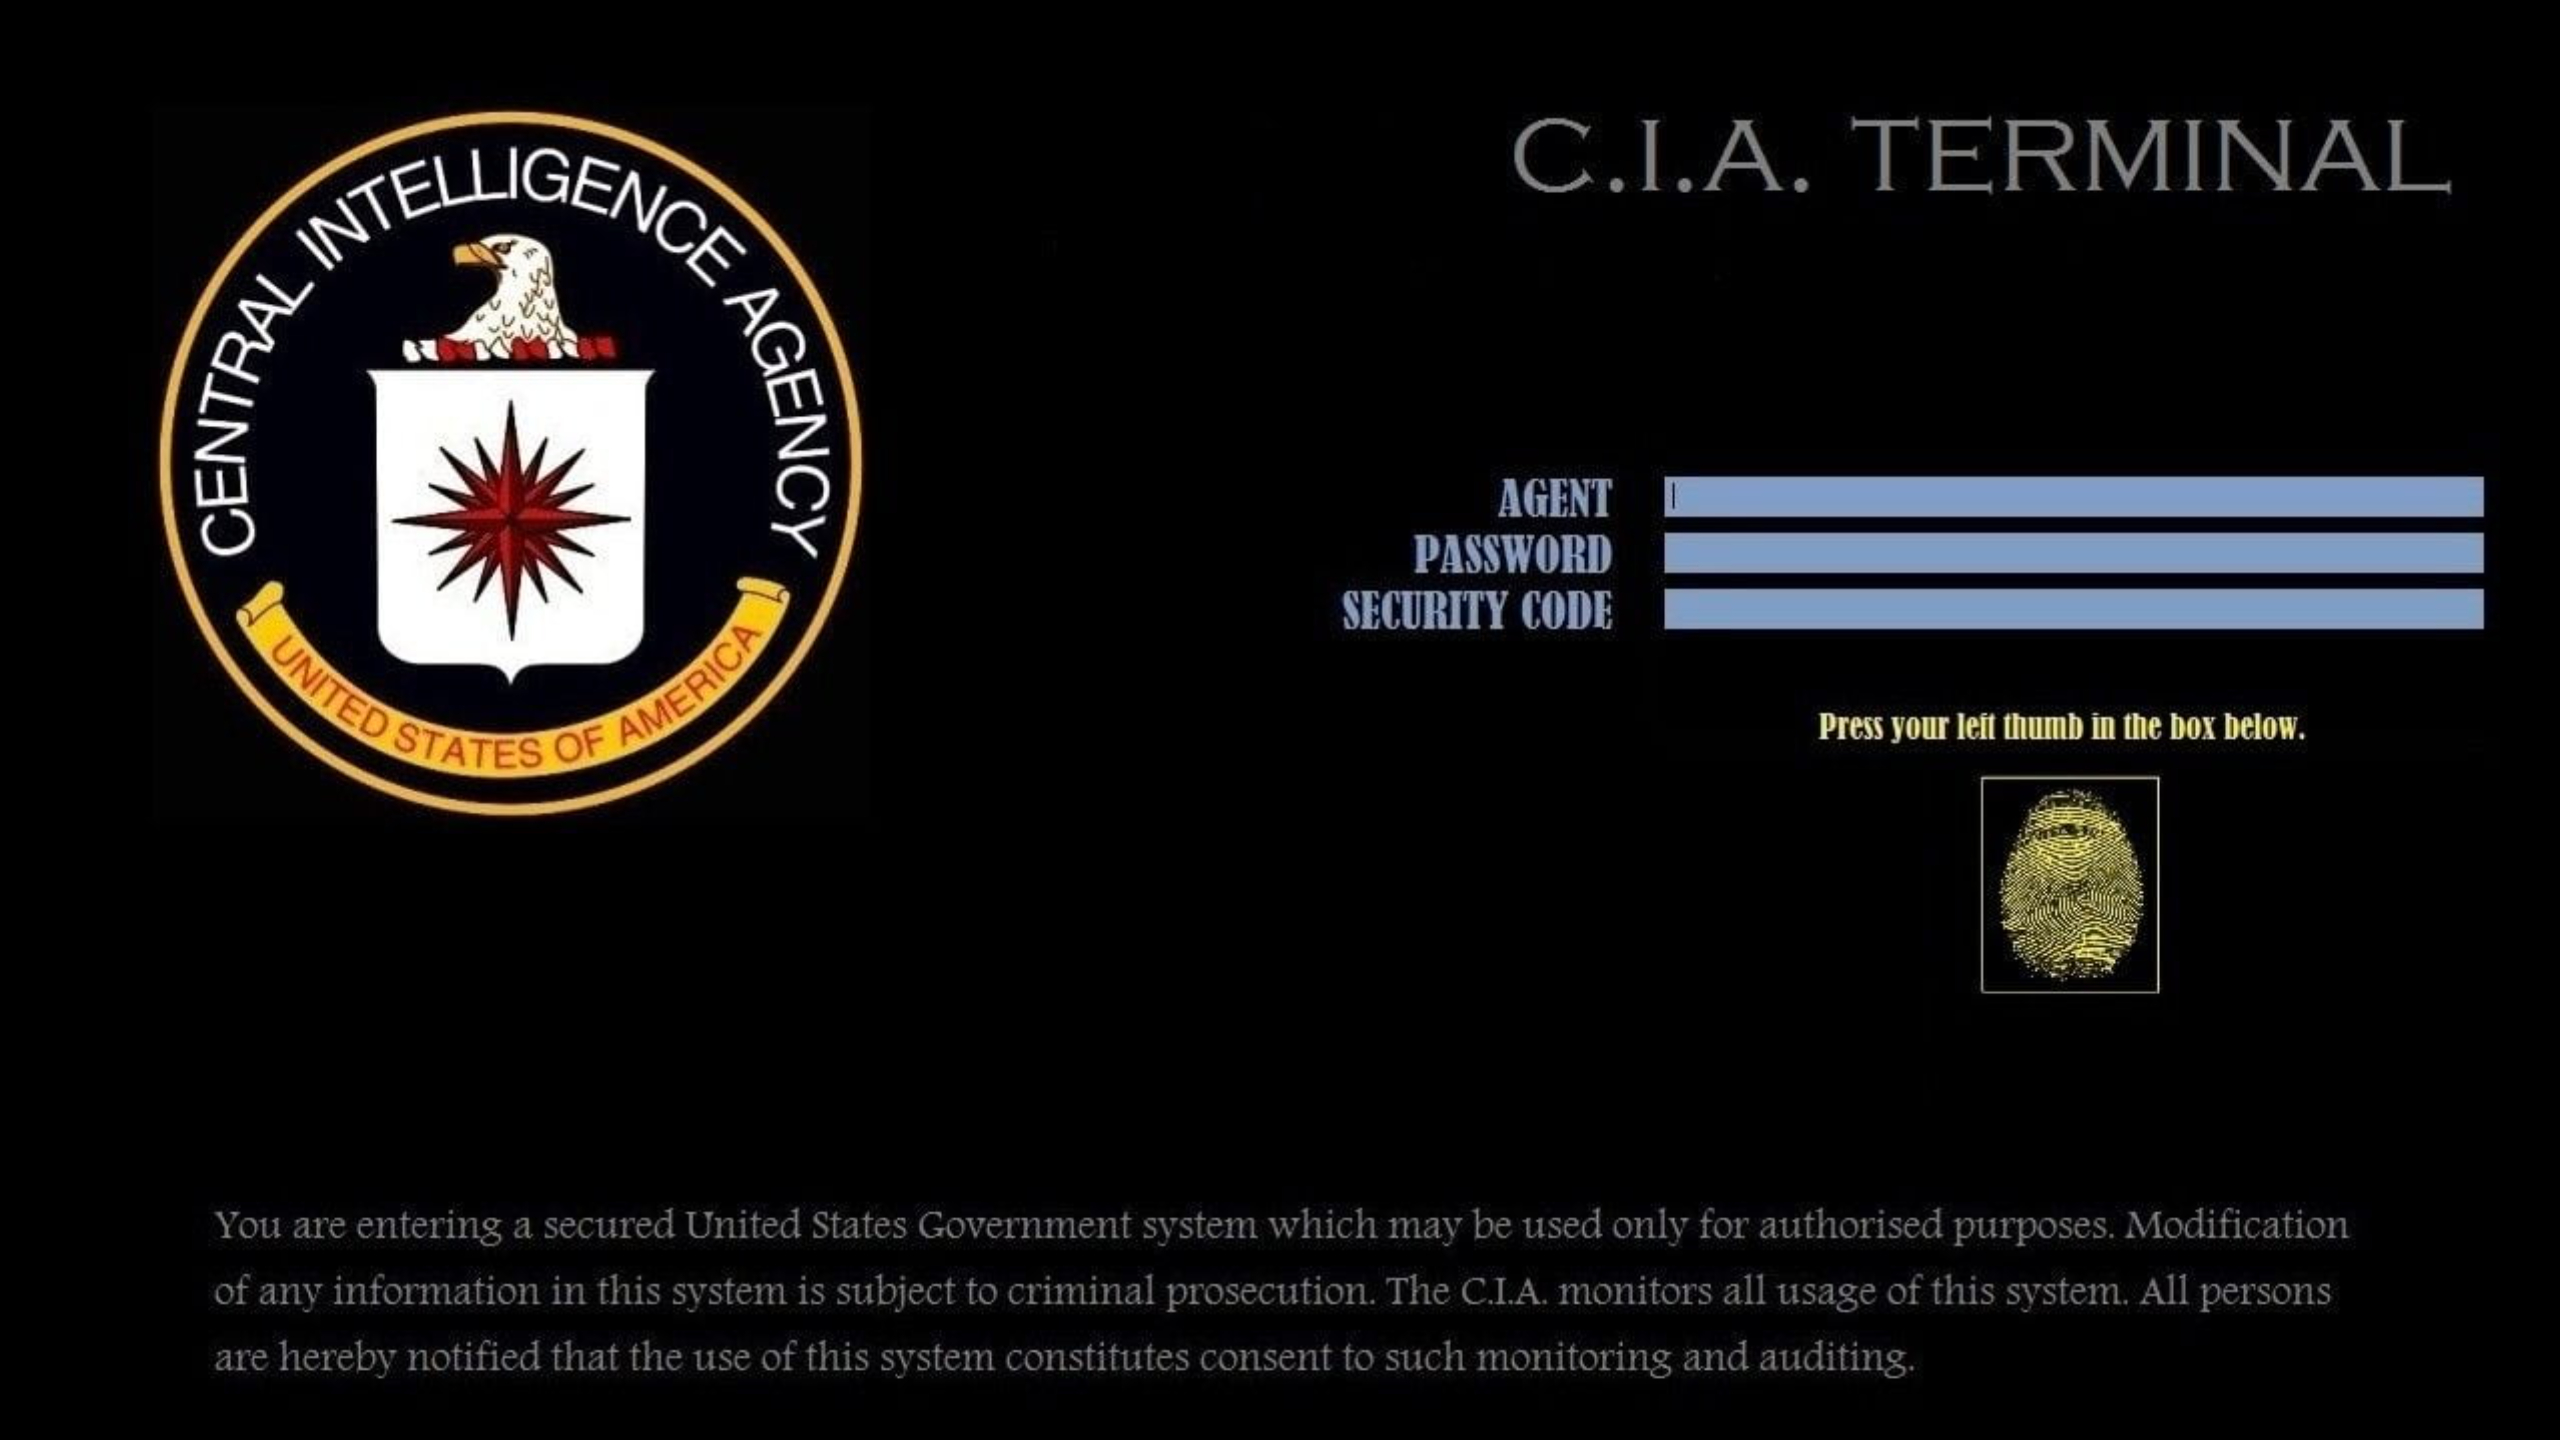 CENTRAL INTELLIGENCE AGENCY
UNITED STATES OF AMERICA
C.I.A. TERMINAL
AGENT
PASSWORD
SECURITY CODE
Press your left thumb in the box below.
You are entering a secured United States Government system which may be used only for authorised purposes. Modification
of any information in this system is subject to criminal prosecution. The C.I.A. monitors all usage of this system. All persons
are hereby notified that the use of this system constitutes consent to such monitoring and auditing.